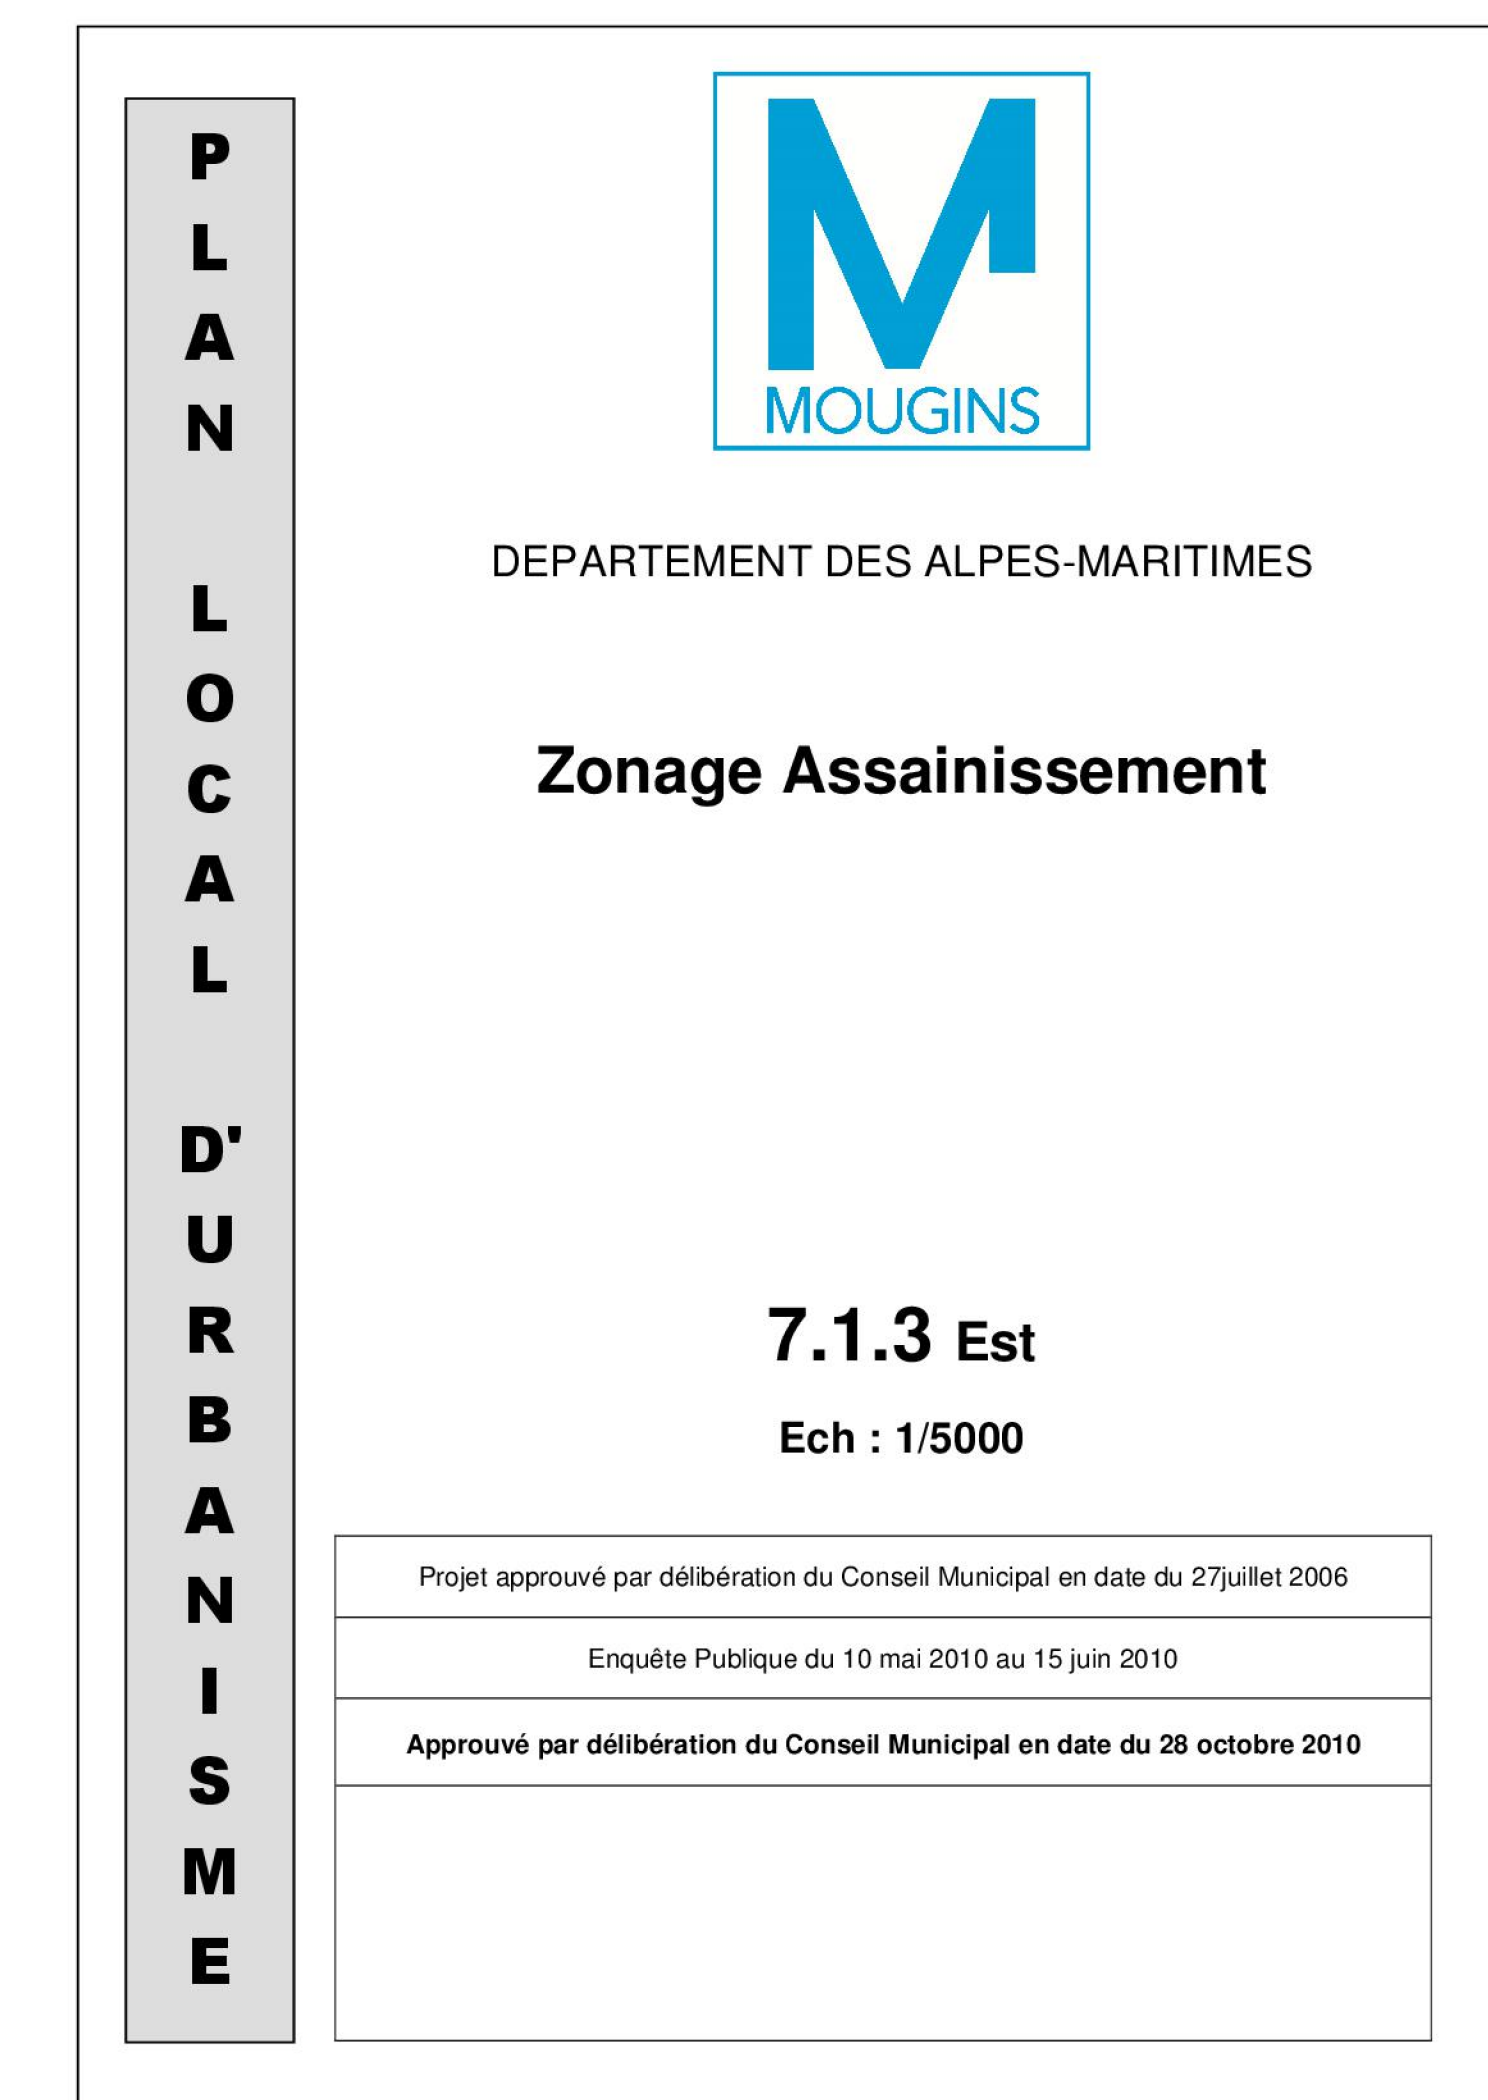 PLAN LOCAL D'URBANISME
M
MOUGINS
DEPARTEMENT DES ALPES-MARITIMES
Zonage Assainissement
7.1.3 Est
Ech : 1/5000
Projet approuvé par délibération du Conseil Municipal en date du 27juillet 2006
Enquête Publique du 10 mai 2010 au 15 juin 2010
Approuvé par délibération du Conseil Municipal en date du 28 octobre 2010